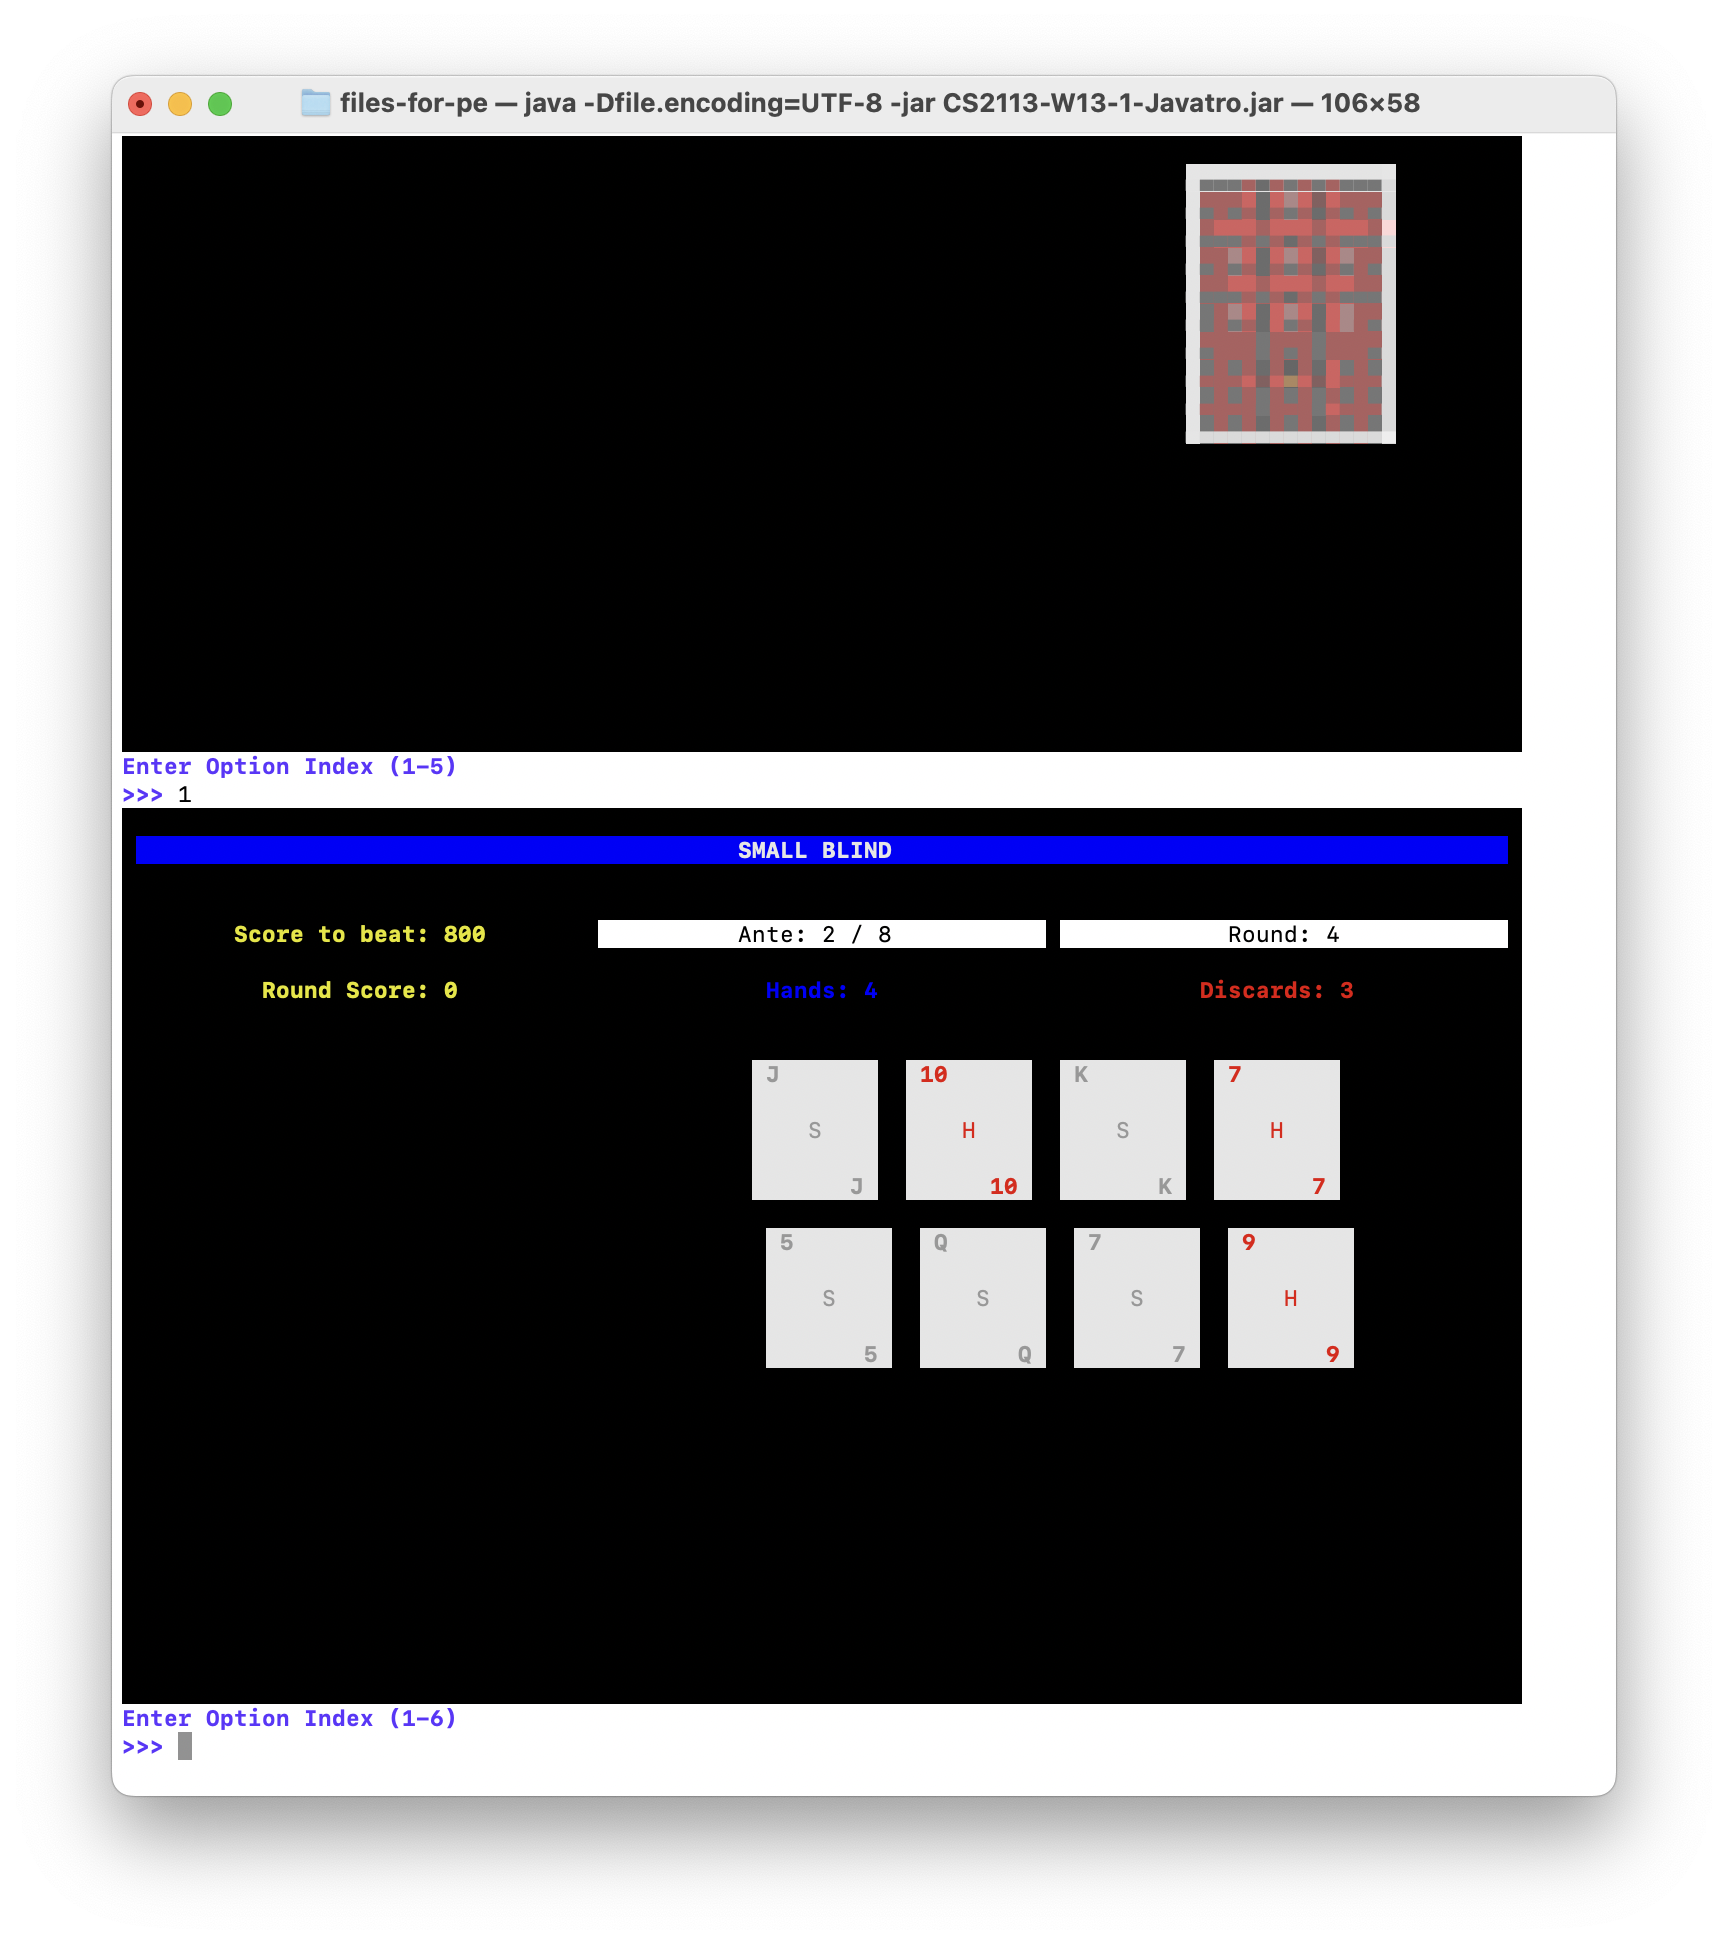 files-for-pe — java -Dfile.encoding=UTF-8 -jar CS2113-W13-1-Javatro.jar — 106×58
Enter Option Index (1-5)
>>> 1
SMALL BLIND
Score to beat: 800 Ante: 2 / 8 Round: 4
Round Score: 0 Hands: 4 Discards: 3
J 10 K 7
S H S H
J 10 K 7
5 Q 7 9
S S S H
5 Q 7 9
Enter Option Index (1-6)
>>>